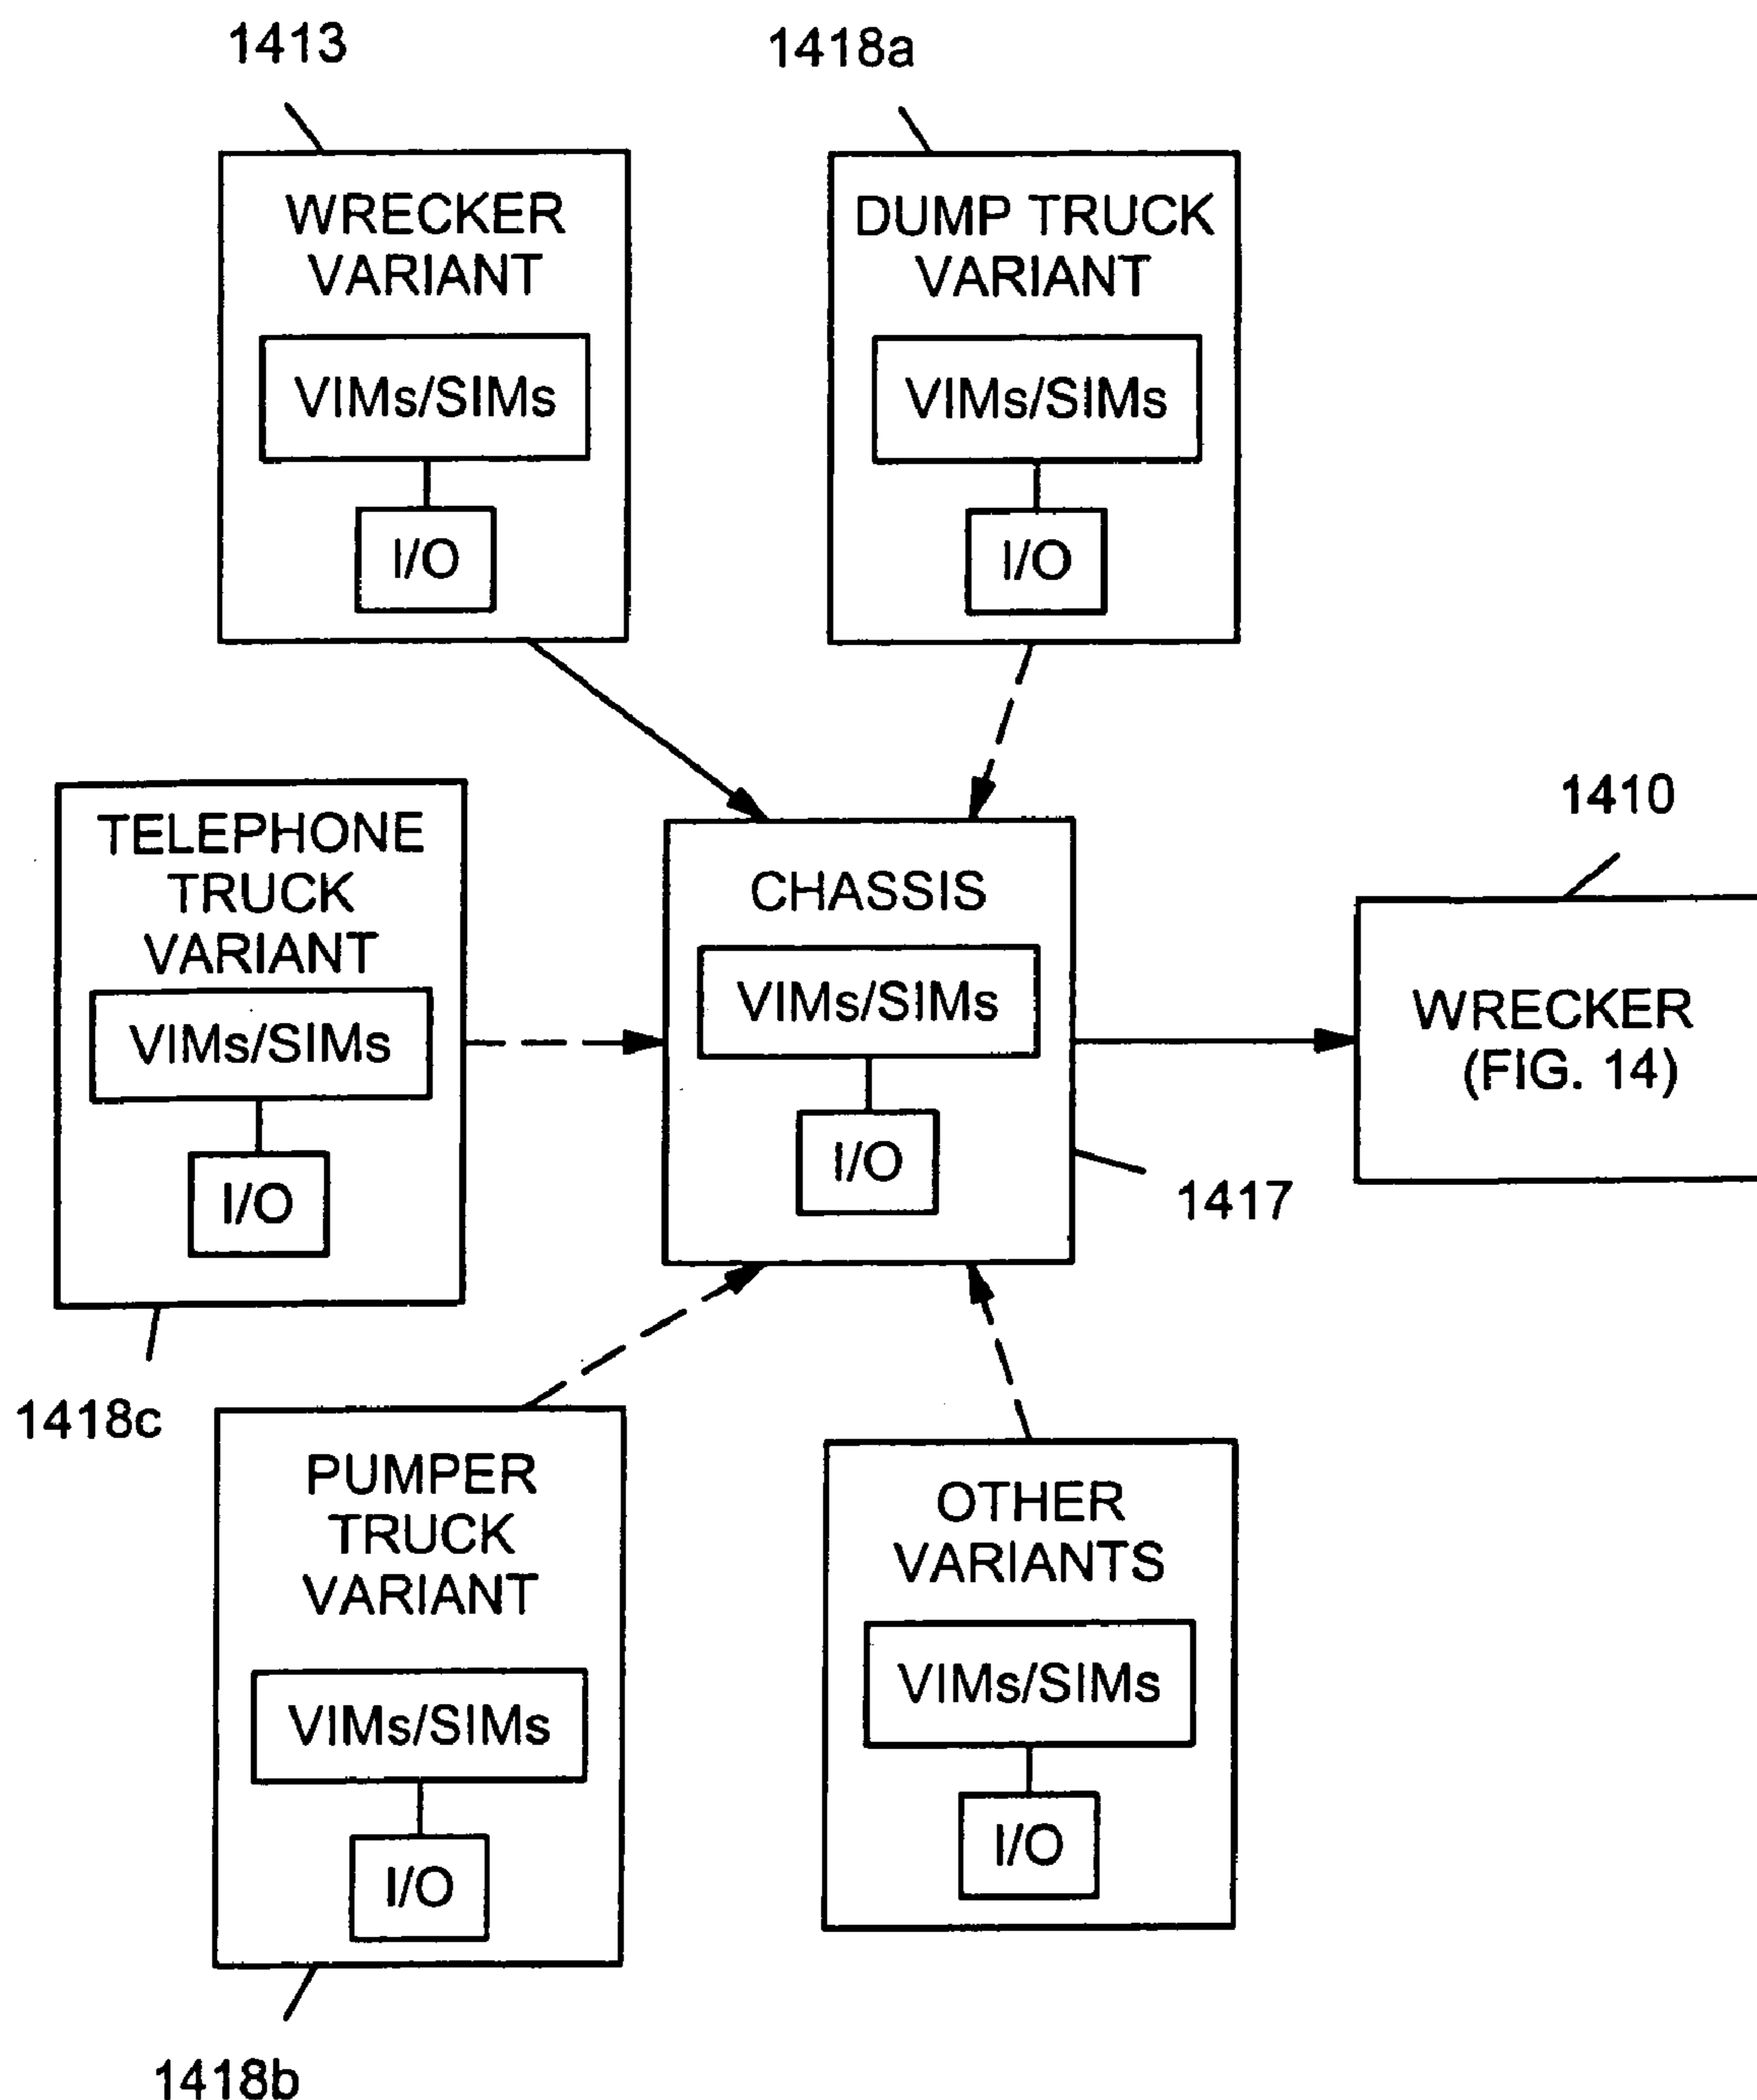 1413
1418a
WRECKER
VARIANT
VIMs/SIMs
I/O
DUMP TRUCK
VARIANT
VIMs/SIMs
I/O
TELEPHONE
TRUCK
VARIANT
VIMs/SIMs
I/O
1418c
CHASSIS
VIMs/SIMs
I/O
1417
1410
WRECKER
(FIG. 14)
PUMPER
TRUCK
VARIANT
VIMs/SIMs
I/O
1418b
OTHER
VARIANTS
VIMs/SIMs
I/O